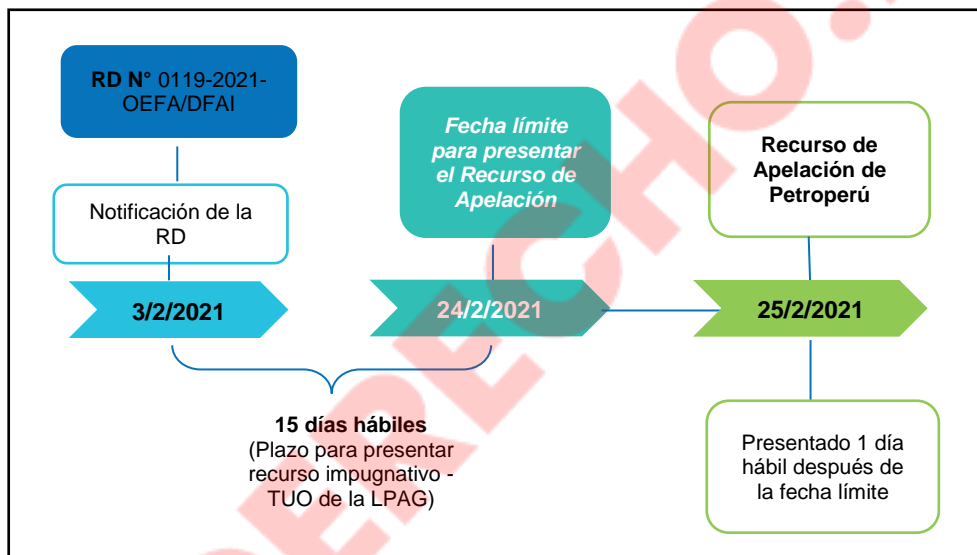 RD N° 0119-2021-
OEFA/DFAI
Notificación de la
RD
3/2/2021
Fecha límite
para presentar
el Recurso de
Apelación
24/2/2021
Recurso de
Apelación de
Petroperú
25/2/2021
15 días hábiles
(Plazo para presentar
recurso impugnativo -
TUO de la LPAG)
Presentado 1 día
hábil después de
la fecha límite